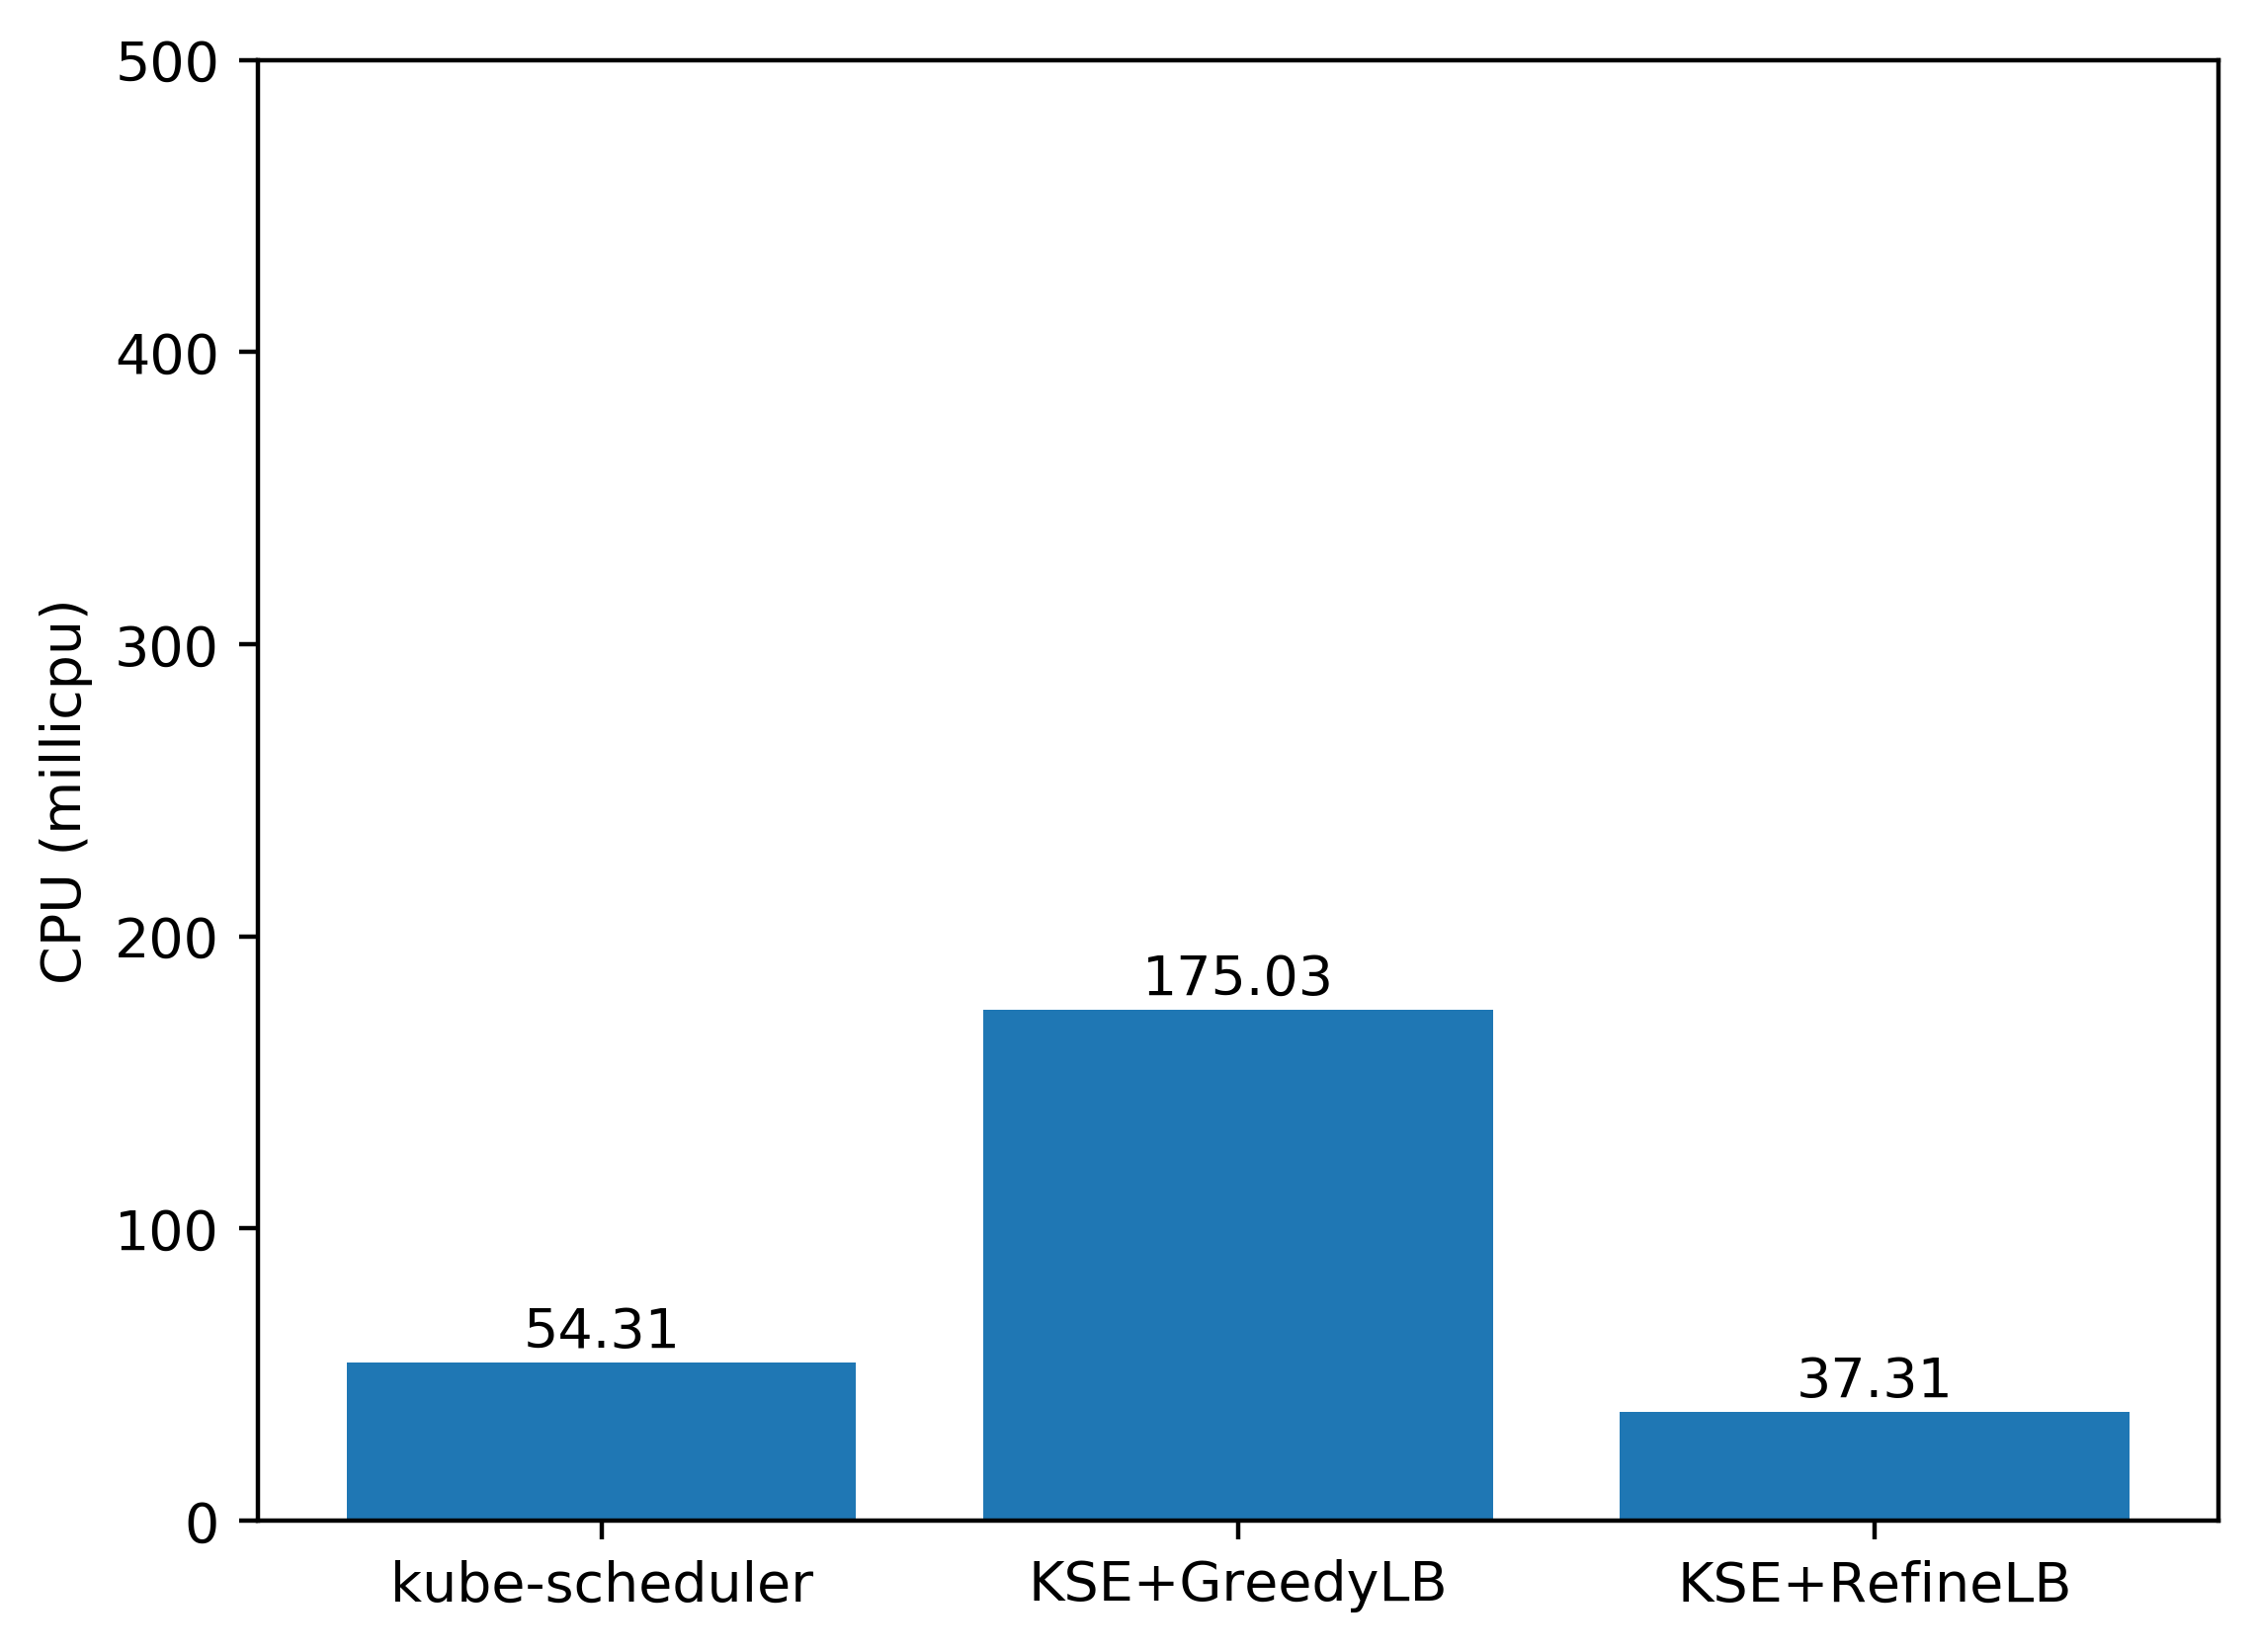 500
400
300
200
100
0
CPU (millicpu)
54.31
175.03
37.31
kube-scheduler
KSE+GreedyLB
KSE+RefineLB